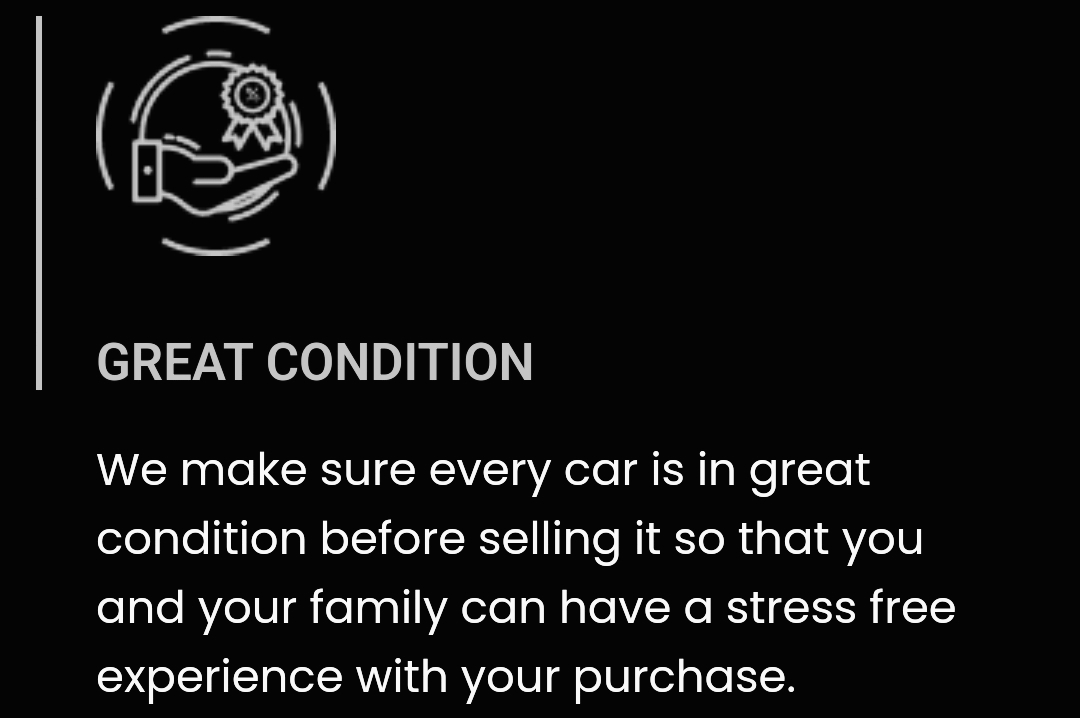 %
GREAT CONDITION
We make sure every car is in great
condition before selling it so that you
and your family can have a stress free
experience with your purchase.